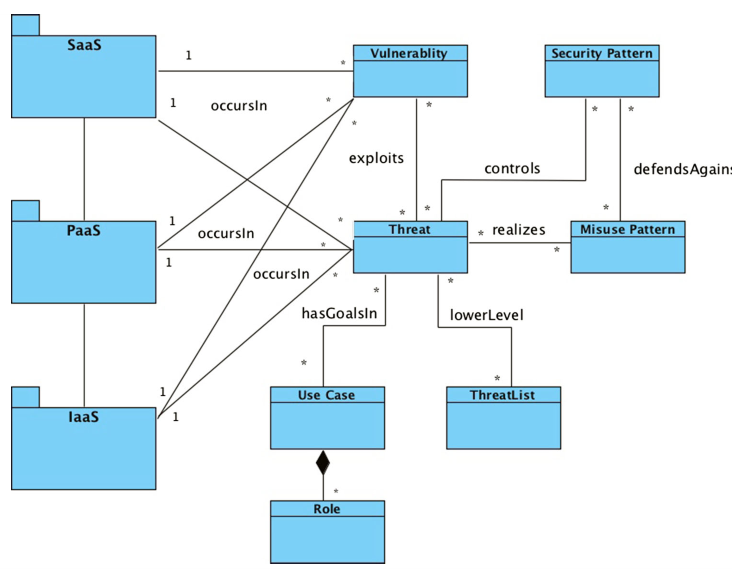 SaaS
1
*
Vulnerablity
Security Pattern
1
occursIn
*
*
*
*
*
exploits
controls
defendsAgains
PaaS
1
occursIn
*
*
*
*
*
Threat
*
realizes
Misuse Pattern
1
*
*
occursIn
*
*
*
hasGoalsIn
lowerLevel
IaaS
1
1
*
*
Use Case
ThreatList
*
Role